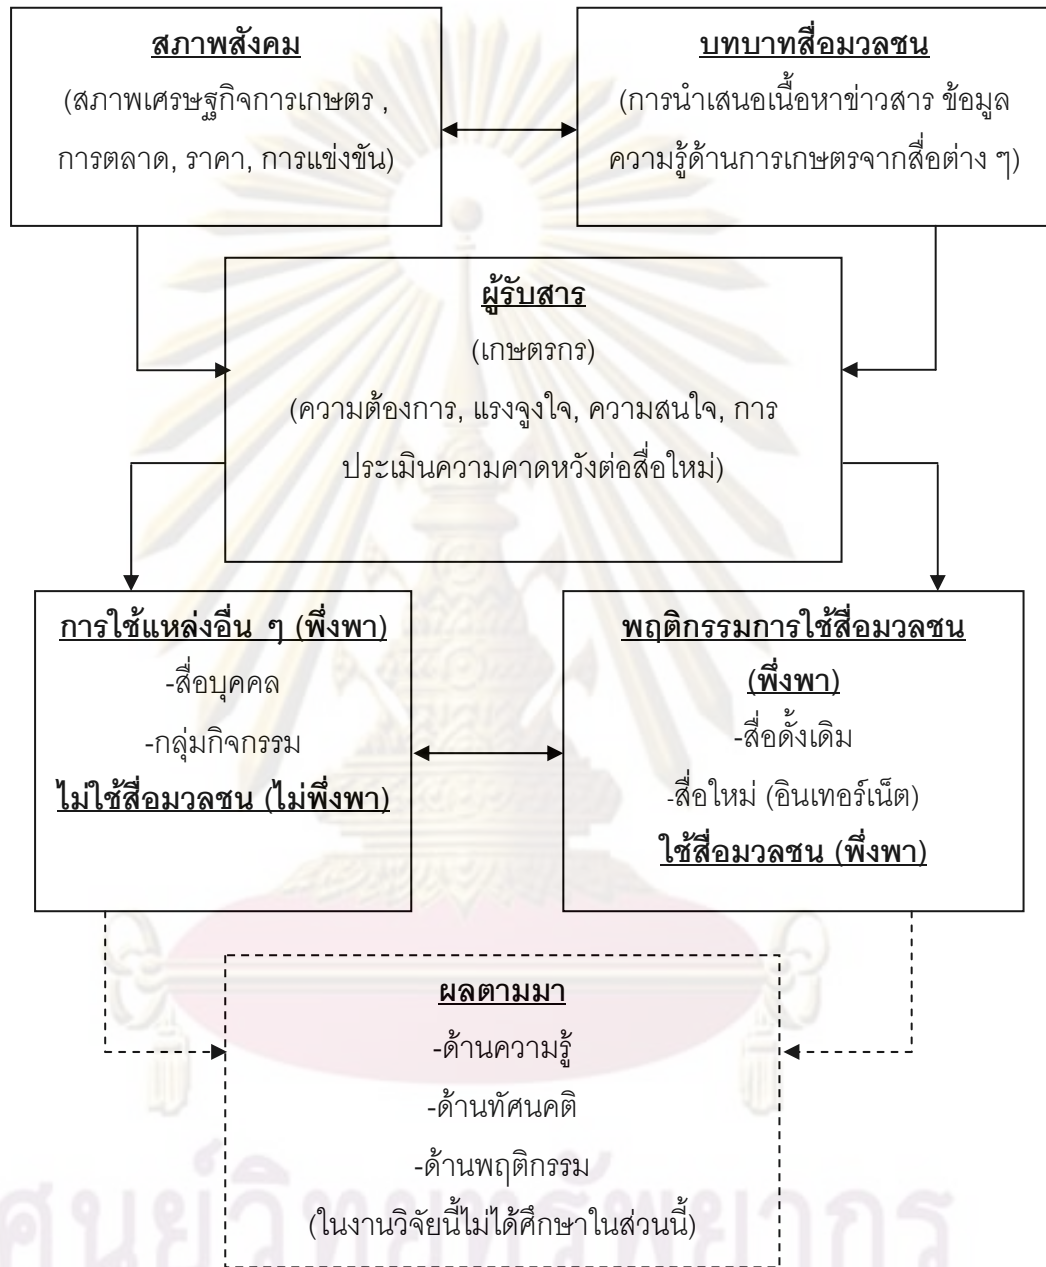 สภาพสังคม
(สภาพเศรษฐกิจการเกษตร ,
การตลาด, ราคา, การแข่งขัน)
บทบาทสื่อมวลชน
(การนำเสนอเนื้อหาข่าวสาร ข้อมูล
ความรู้ด้านการเกษตรจากสื่อต่าง ๆ)
ผู้รับสาร
(เกษตรกร)
(ความต้องการ, แรงจูงใจ, ความสนใจ, การ
ประเมินความคาดหวังต่อสื่อใหม่)
การใช้แหล่งอื่น ๆ (พึ่งพา)
-สื่อบุคคล
-กลุ่มกิจกรรม
ไม่ใช้สื่อมวลชน (ไม่พึ่งพา)
พฤติกรรมการใช้สื่อมวลชน
(พึ่งพา)
-สื่อดั้งเดิม
-สื่อใหม่ (อินเทอร์เน็ต)
ใช้สื่อมวลชน (พึ่งพา)
ผลตามมา
-ด้านความรู้
-ด้านทัศนคติ
-ด้านพฤติกรรม
(ในงานวิจัยนี้ไม่ได้ศึกษาในส่วนนี้)
ศูนย์วิทยทรัพยากร